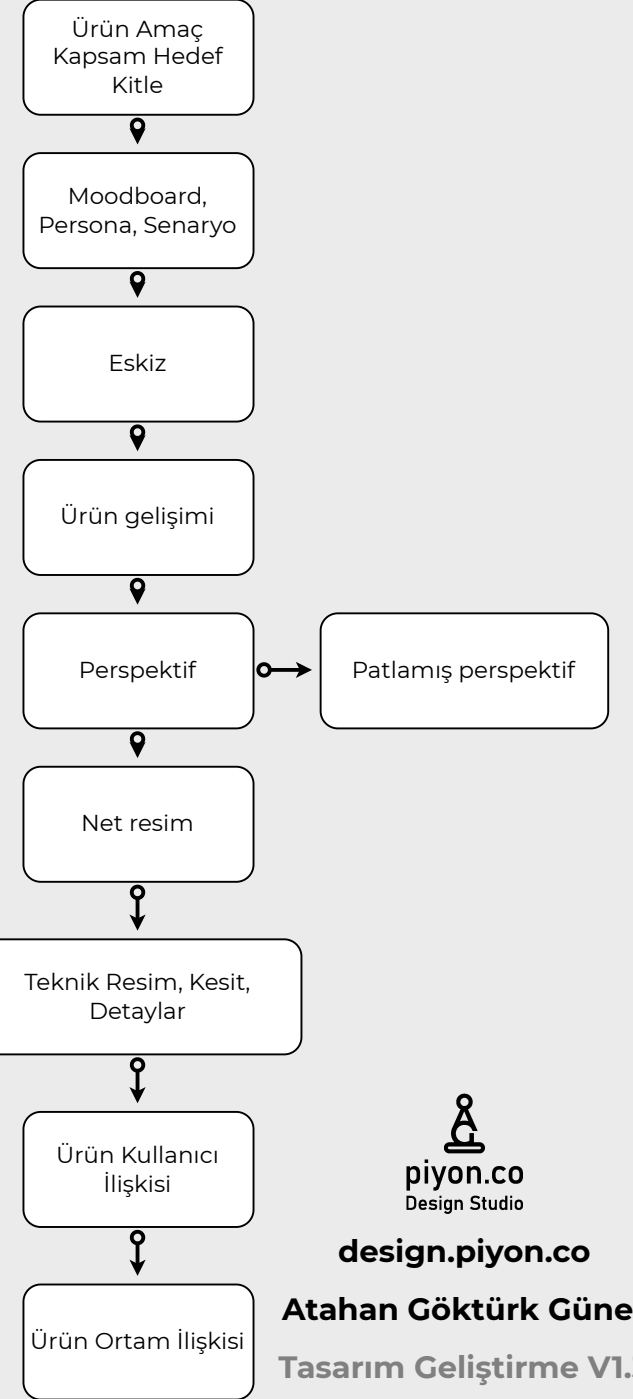 Ürün Amaç
Kapsam Hedef
Kitle
Moodboard,
Persona, Senaryo
Eskiz
Ürün gelişimi
Perspektif
Patlamış perspektif
Net resim
Teknik Resim, Kesit,
Detaylar
Ürün Kullanıcı
İlişkisi
Ürün Ortam İlişkisi
piyon.co
Design Studio
design.piyon.co
Atahan Göktürk Güne
Tasarım Geliştirme V1.